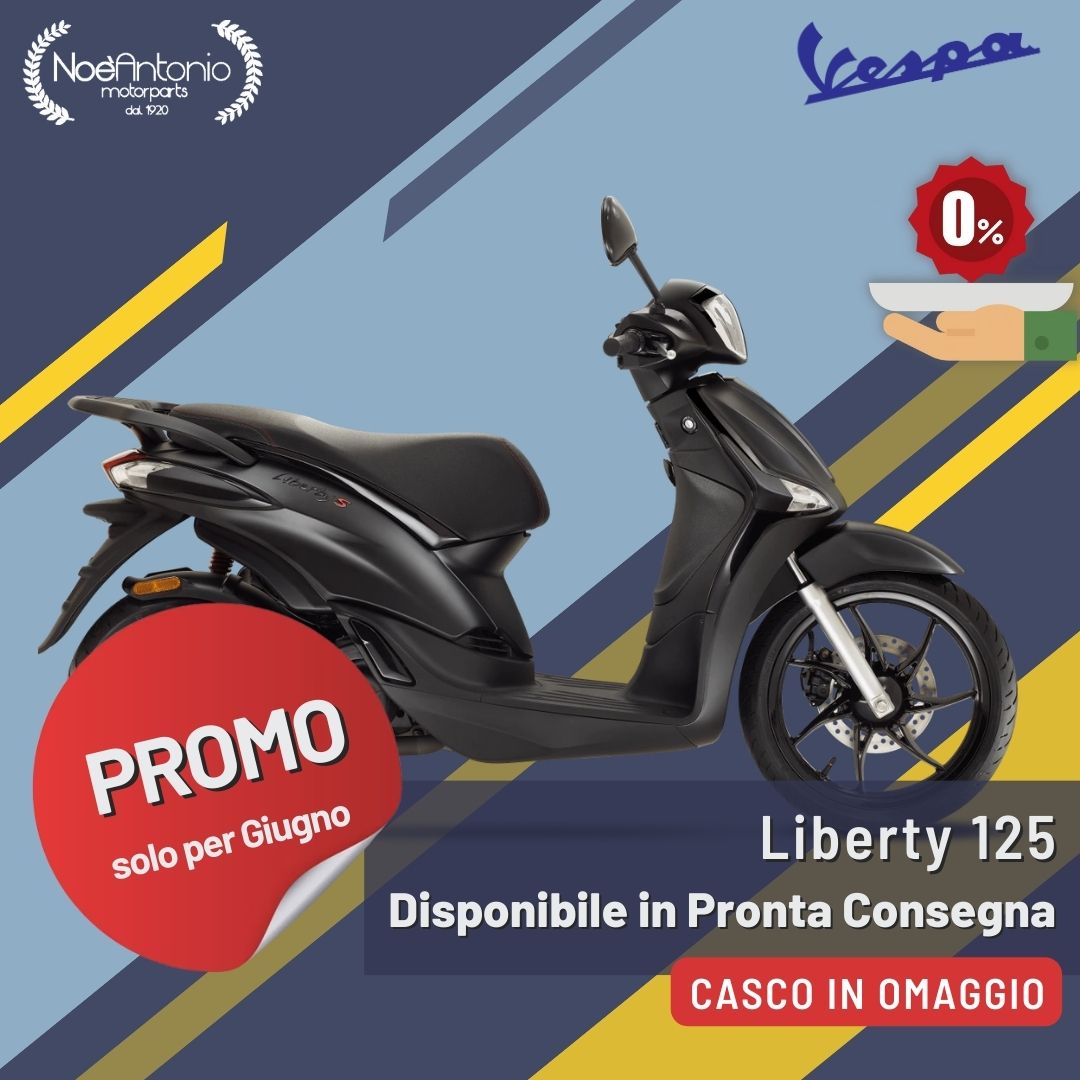 NoèAntonio
motorparts
dal 1920
Vespa
0%
Liberty S
PROMO
solo per Giugno
Liberty 125
Disponibile in Pronta Consegna
CASCO IN OMAGGIO